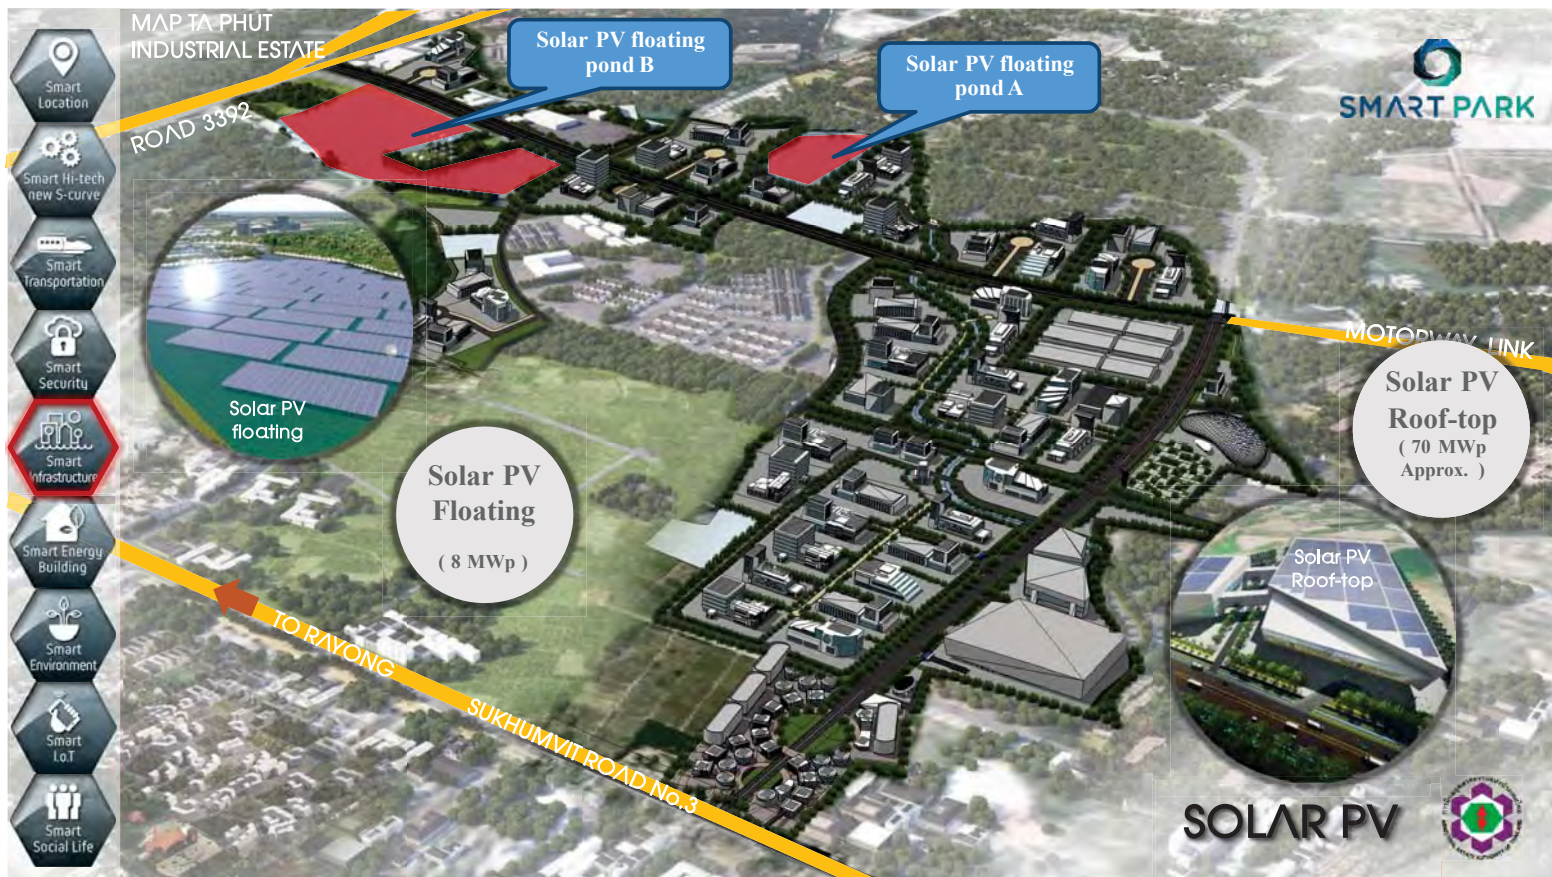 MAP TA PHUT
INDUSTRIAL ESTATE
ROAD 3392
Solar PV floating
pond B
Solar PV floating
pond A
SMART PARK
Smart
Location
Smart Hi-tech
new S-curve
Smart
Transportation
Smart
Security
Smart
Infrastructure
Smart Energy
Building
Smart
Environment
Smart
I.o.T
Smart
Social Life
Solar PV
floating
Solar PV
Floating
( 8 MWp )
MOTORWAY LINK
Solar PV
Roof-top
( 70 MWp
Approx. )
Solar PV
Roof-top
TO RAYONG
SUKHUMVIT ROAD No.3
SOLAR PV